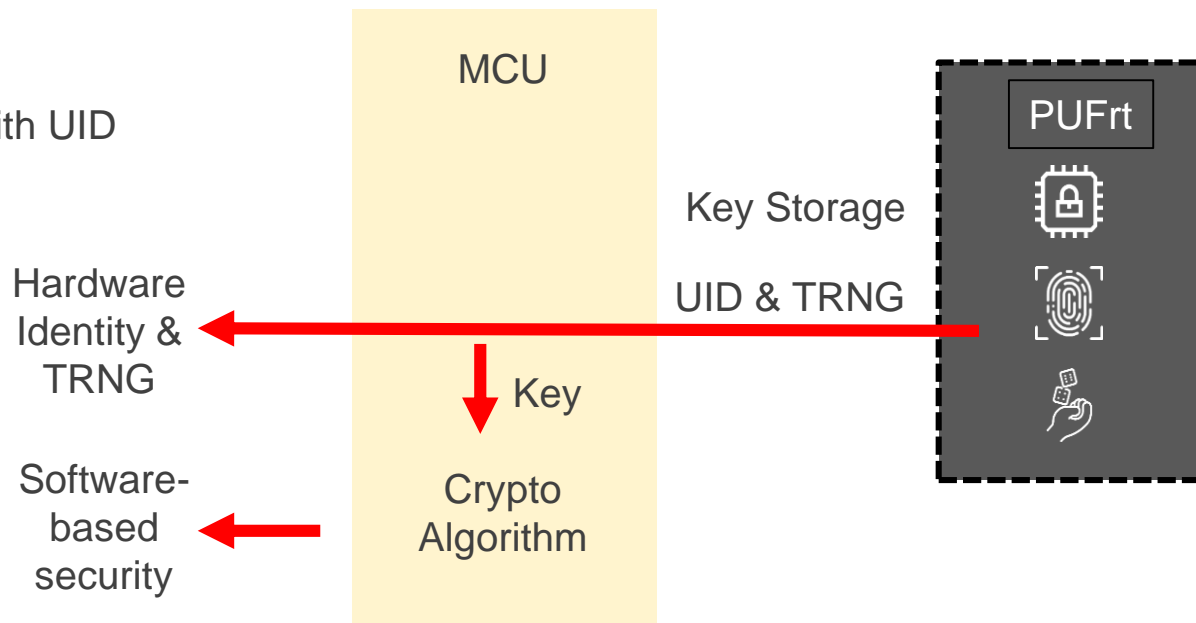 MCU
PUFrt
ith UID
Key Storage
Hardware
Identity &
TRNG
UID & TRNG
Key
Software-
based
security
Crypto
Algorithm